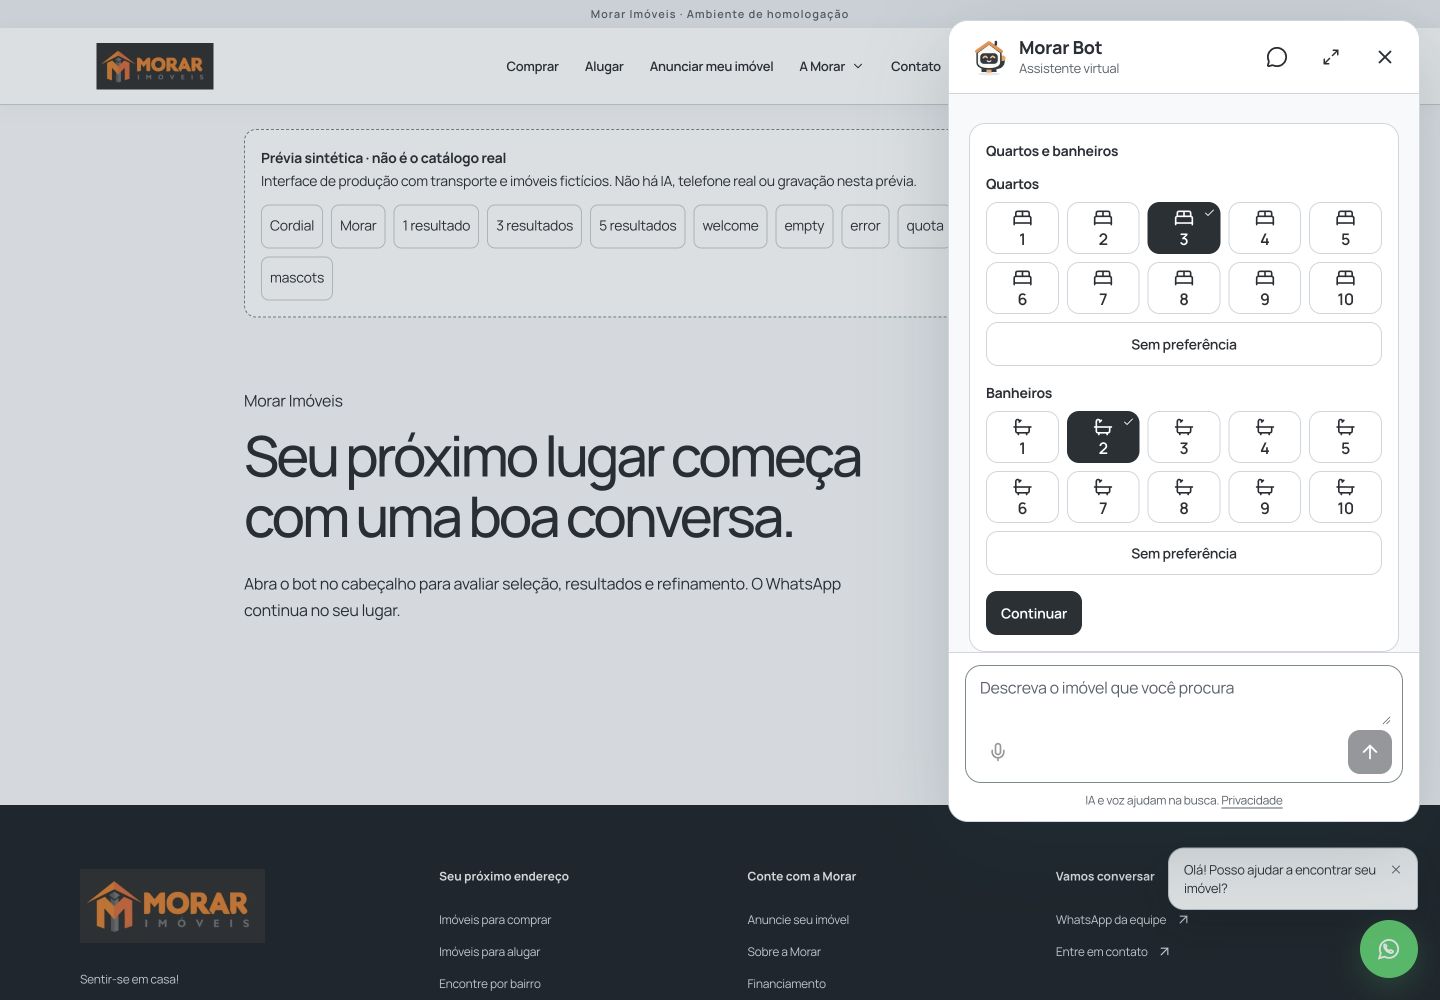 Morar Imóveis · Ambiente de homologação
MORAR
IMÓVEIS
Comprar
Alugar
Anunciar meu imóvel
A Morar
Contato
Prévia sintética · não é o catálogo real
Interface de produção com transporte e imóveis fictícios. Não há IA, telefone real ou gravação nesta prévia.
Cordial
Morar
1 resultado
3 resultados
5 resultados
welcome
empty
error
quota
mascots
Morar Imóveis
Seu próximo lugar começa
com uma boa conversa.
Abra o bot no cabeçalho para avaliar seleção, resultados e refinamento. O WhatsApp
continua no seu lugar.
Morar Bot
Assistente virtual
Quartos e banheiros
Quartos
1
2
3
4
5
6
7
8
9
10
Sem preferência
Banheiros
1
2
3
4
5
6
7
8
9
10
Sem preferência
Continuar
Descreva o imóvel que você procura
IA e voz ajudam na busca. Privacidade
Olá! Posso ajudar a encontrar seu
imóvel?
MORAR
IMÓVEIS
Sentir-se em casa!
Seu próximo endereço
Imóveis para comprar
Imóveis para alugar
Encontre por bairro
Conte com a Morar
Anuncie seu imóvel
Sobre a Morar
Financiamento
Vamos conversar
WhatsApp da equipe
Entre em contato